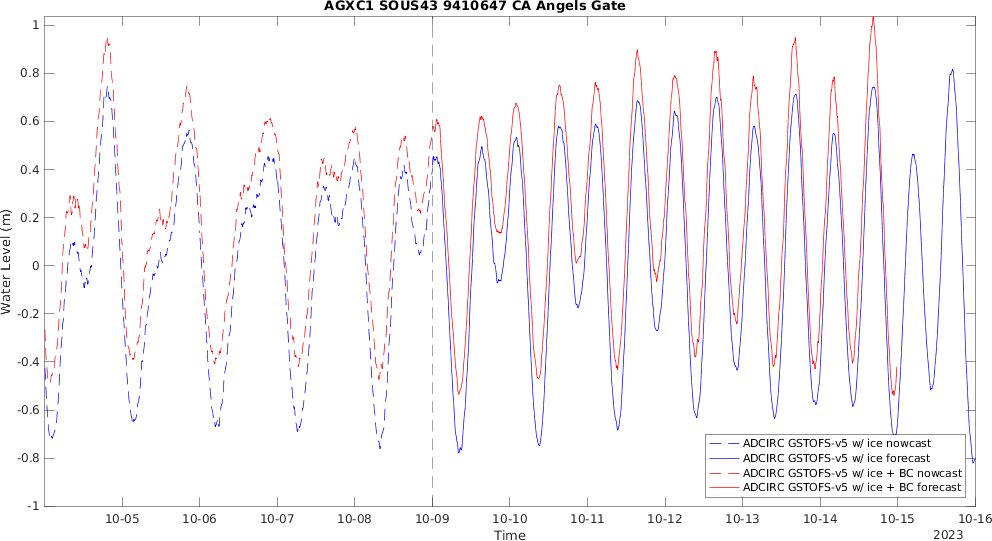 AGXC1 SOUS43 9410647 CA Angels Gate
1
0.8
0.6
0.4
0.2
0
-0.2
-0.4
-0.6
-0.8
-1
Water Level (m)
10-05 10-06 10-07 10-08 10-09 10-10 10-11 10-12 10-13 10-14 10-15 10-16
Time
2023
ADCIRC GSTOFS-v5 w/ ice nowcast
ADCIRC GSTOFS-v5 w/ ice forecast
ADCIRC GSTOFS-v5 w/ ice + BC nowcast
ADCIRC GSTOFS-v5 w/ ice + BC forecast